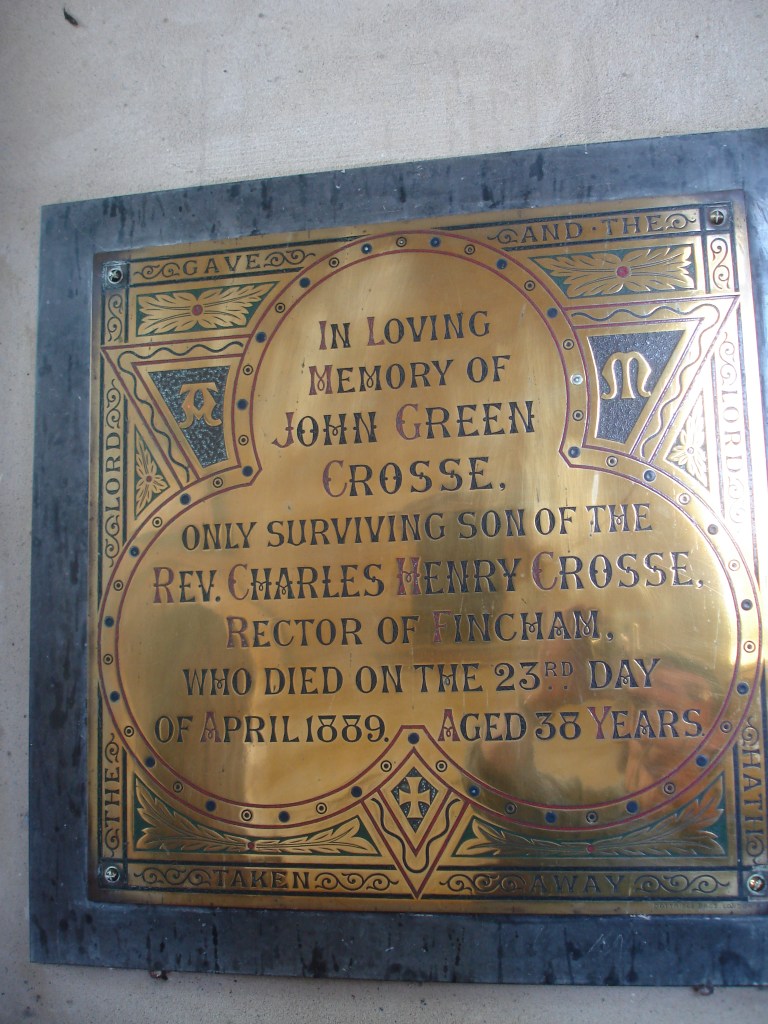 THE LORD GAVE AND · THE LORD HATH
TAKEN AWAY
A M
IN LOVING
MEMORY OF
JOHN GREEN
CROSSE,
ONLY SURVIVING SON OF THE
REV. CHARLES HENRY CROSSE,
RECTOR OF FINCHAM,
WHO DIED ON THE 23RD. DAY
OF APRIL 1889. AGED 38 YEARS.